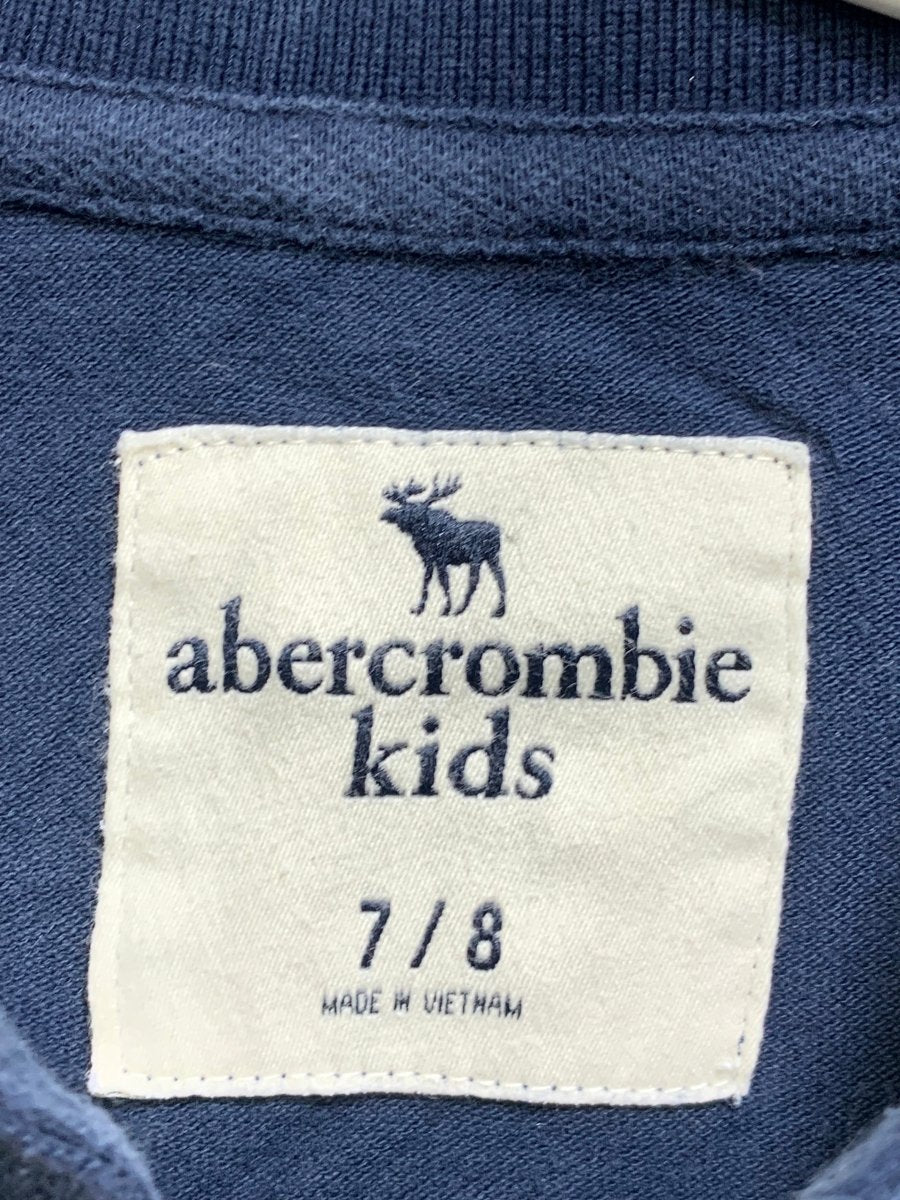 abercrombie
kids
7 / 8
MADE IN VIETNAM